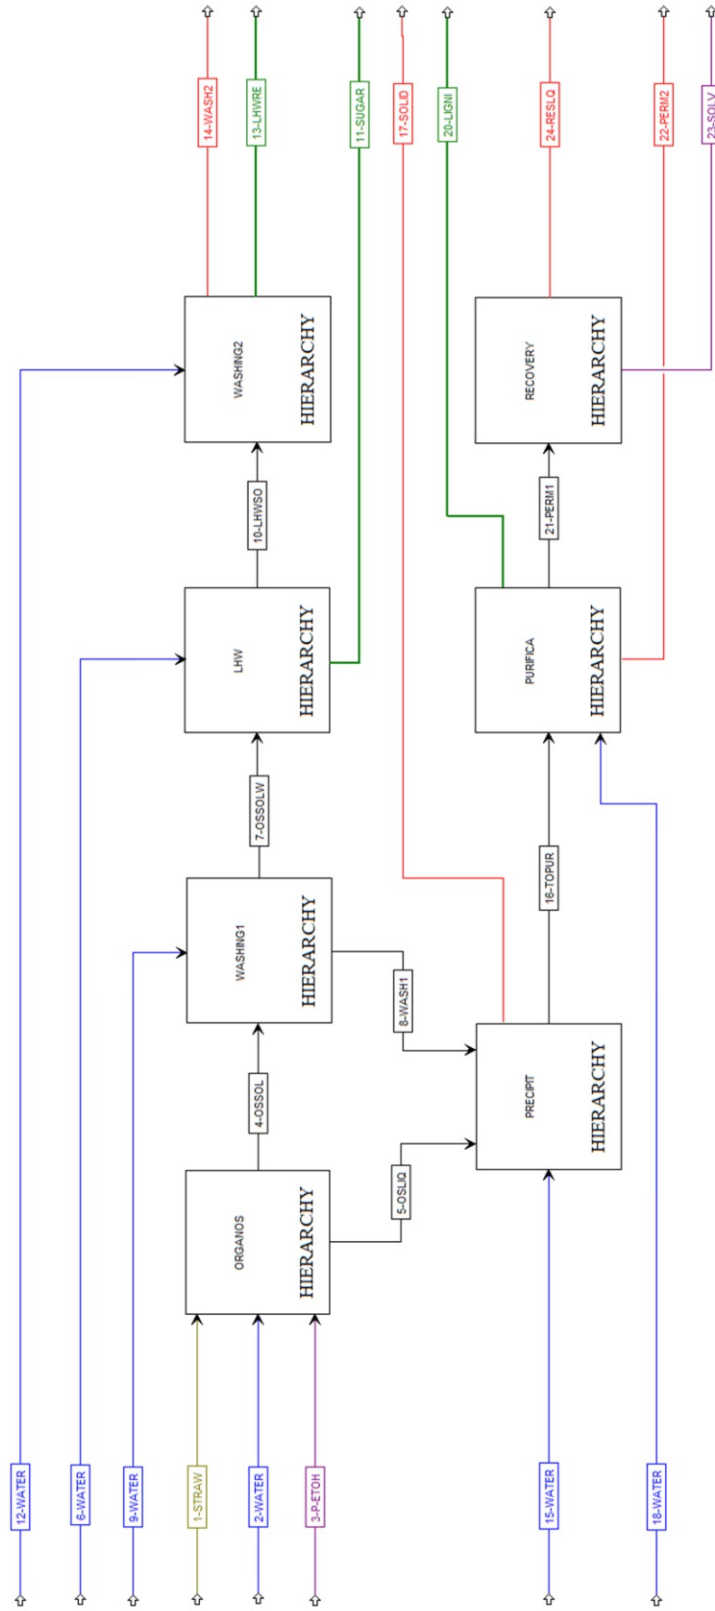 12-WATER
6-WATER
9-WATER
1-STRAW
2-WATER
3-P-ETOH
ORGANOS
HIERARCHY
4-OSSOL
5-OSLIQ
WASHING1
HIERARCHY
7-OSSOLW
8-WASH1
LHW
HIERARCHY
10-LHWSO
WASHING2
HIERARCHY
14-WASH2
13-LHWRE
11-SUGAR
17-SOLID
15-WATER
18-WATER
PRECIPIT
HIERARCHY
16-TOPUR
PURIFICA
HIERARCHY
21-PERM1
RECOVERY
HIERARCHY
20-LIGNI
24-RESLQ
22-PERM2
23-SOLV